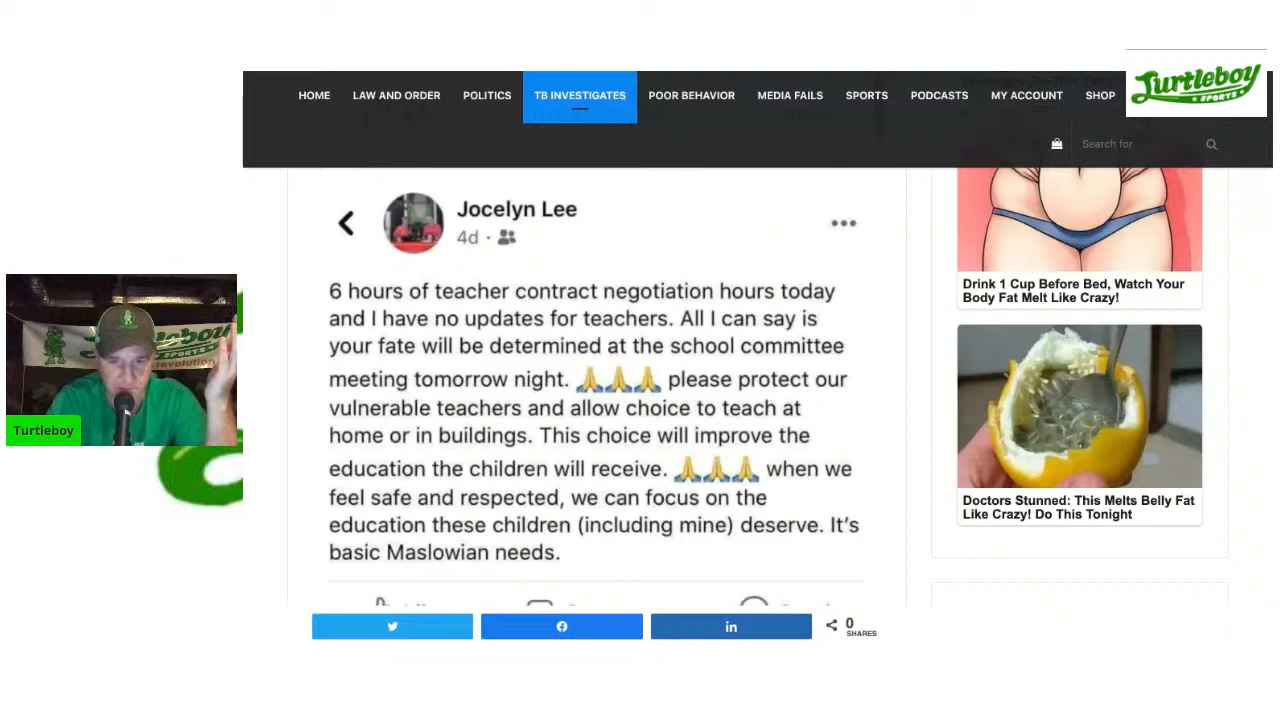 HOME LAW AND ORDER POLITICS TB INVESTIGATES POOR BEHAVIOR MEDIA FAILS SPORTS PODCASTS MY ACCOUNT SHOP
Turtleboy
SPORTS
Search for
Jocelyn Lee
4d ·
6 hours of teacher contract negotiation hours today
and I have no updates for teachers. All I can say is
your fate will be determined at the school committee
meeting tomorrow night. 🙏🙏🙏 please protect our
vulnerable teachers and allow choice to teach at
home or in buildings. This choice will improve the
education the children will receive. 🙏🙏🙏 when we
feel safe and respected, we can focus on the
education these children (including mine) deserve. It's
basic Maslowian needs.
0
SHARES
Drink 1 Cup Before Bed, Watch Your
Body Fat Melt Like Crazy!
Doctors Stunned: This Melts Belly Fat
Like Crazy! Do This Tonight
SPORTS
revolution
Turtleboy